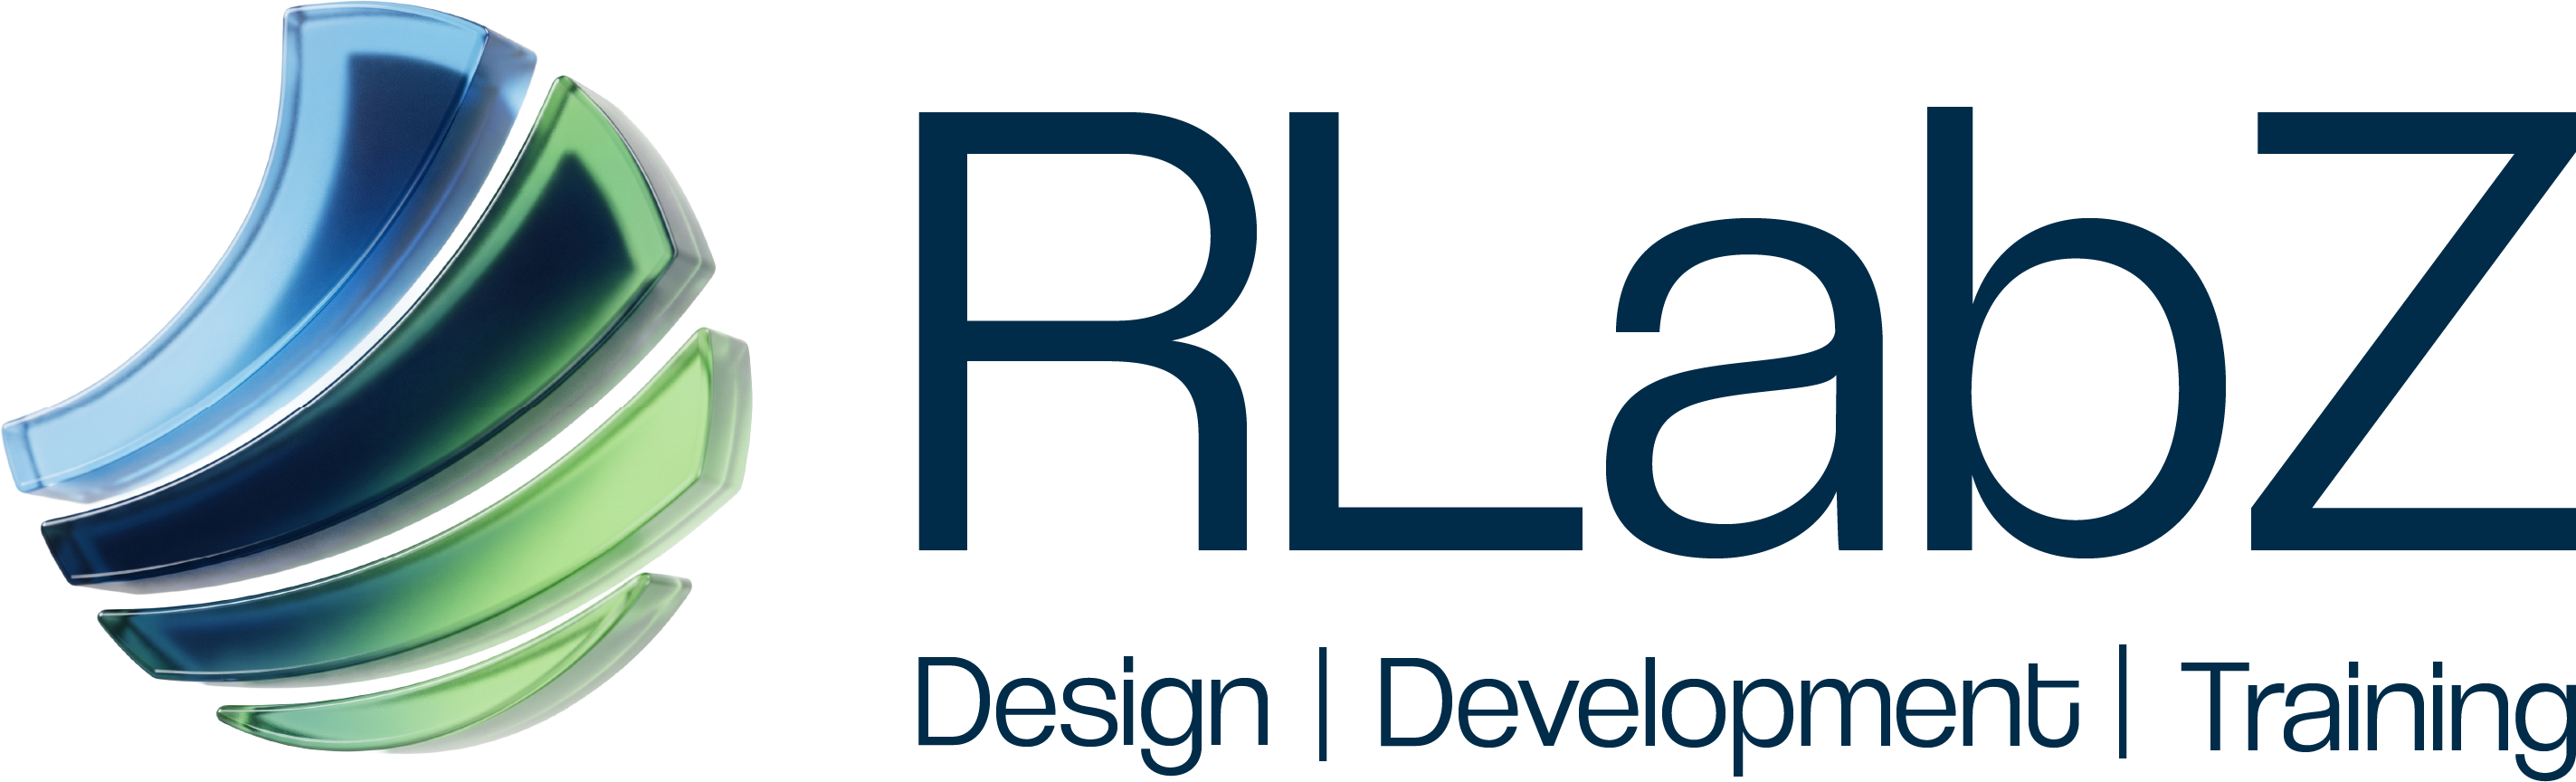 RLabZ
Design | Development | Training